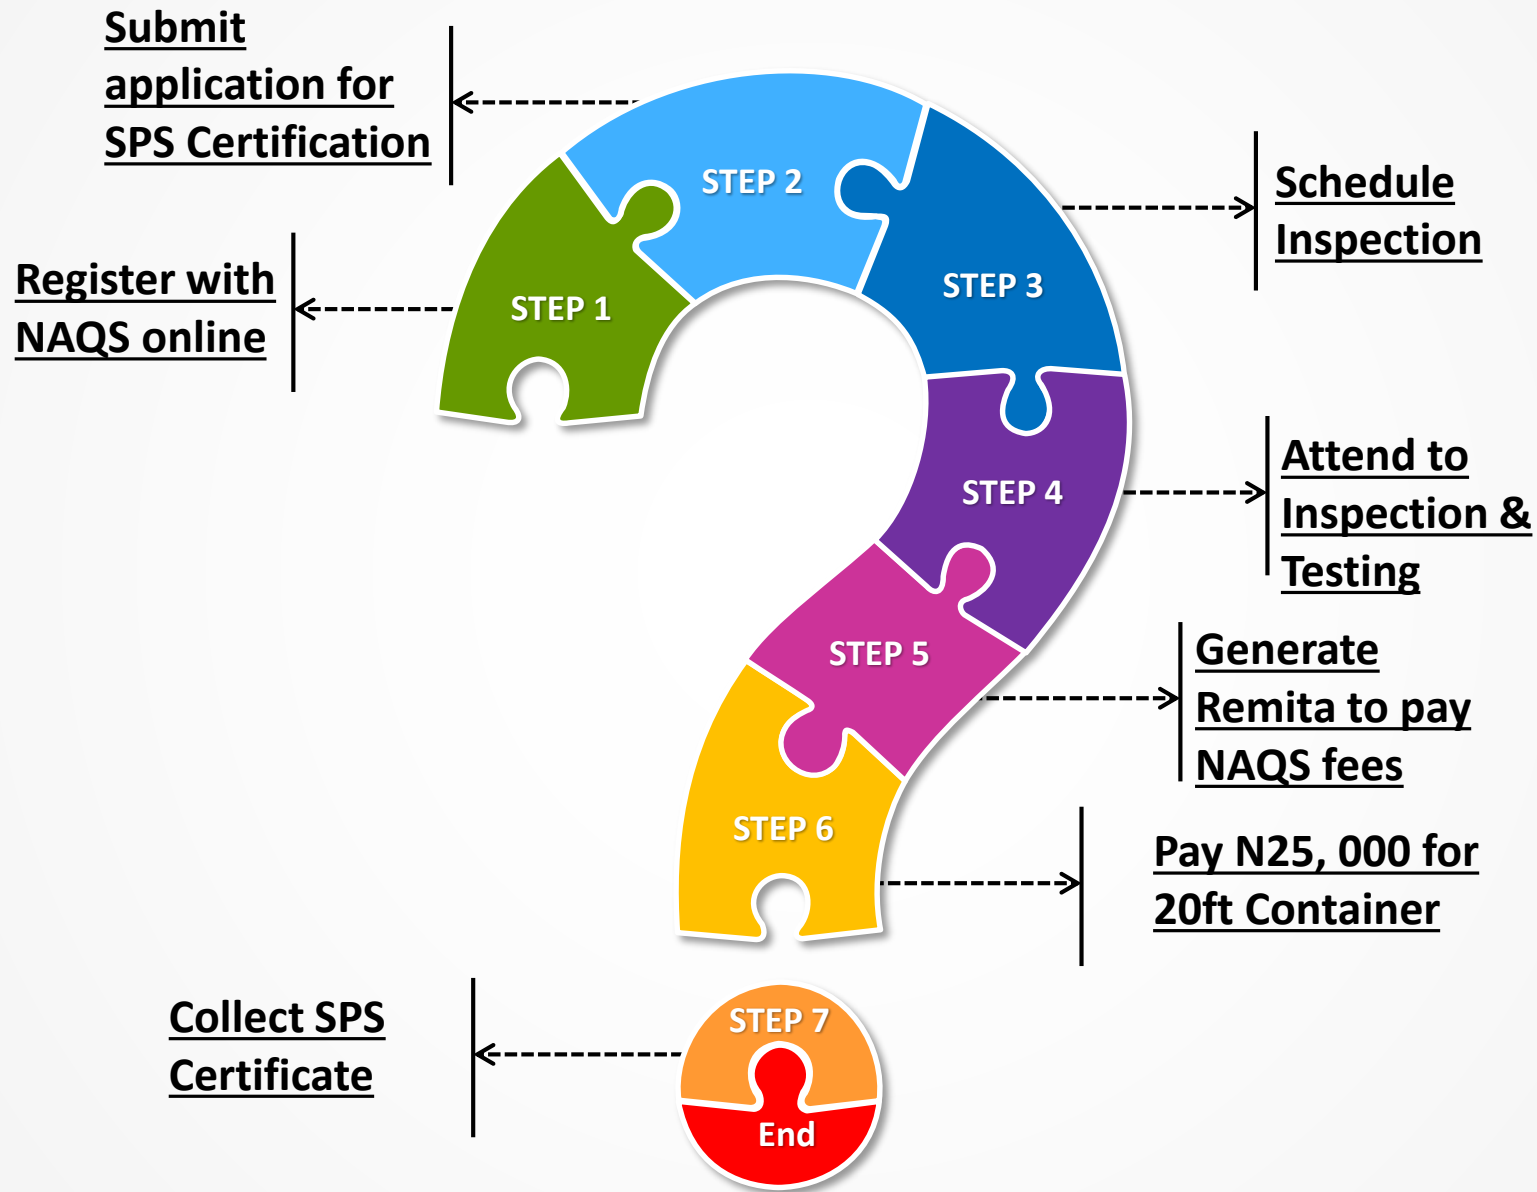 Submit
application for
SPS Certification
STEP 2
Schedule
Inspection
STEP 3
Register with
NAQS online
STEP 1
Attend to
Inspection &
Testing
STEP 4
Generate
Remita to pay
NAQS fees
STEP 5
STEP 6
Pay N25, 000 for
20ft Container
Collect SPS
Certificate
STEP 7
End